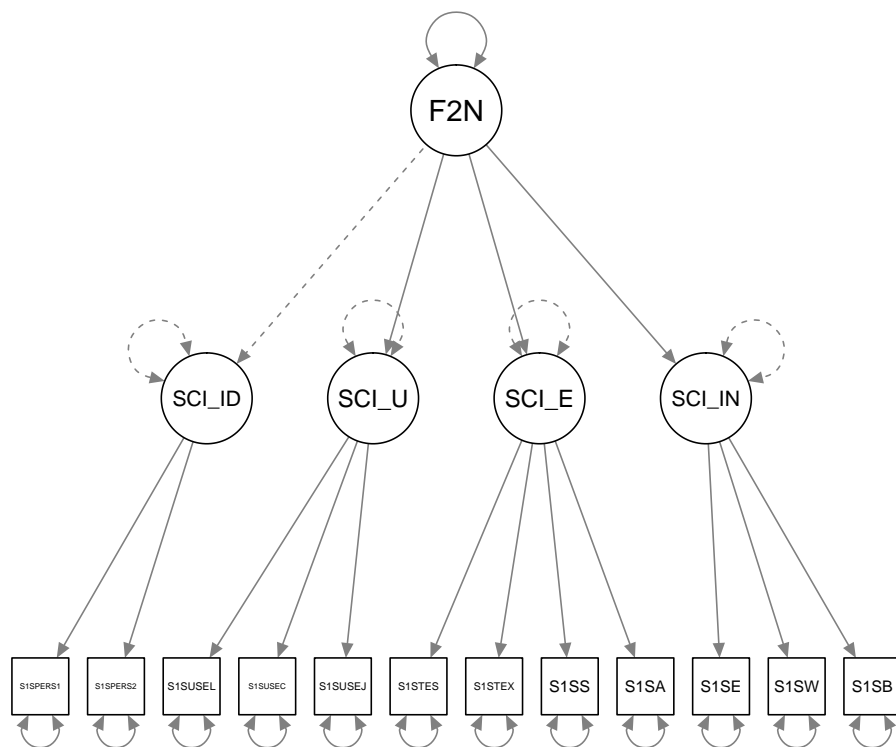 F2N
SCI_ID SCI_U SCI_E SCI_IN
S1SPERS1 S1SPERS2 S1SUSEL S1SUSEC S1SUSEJ S1STES S1STEX S1SS S1SA S1SE S1SW S1SB